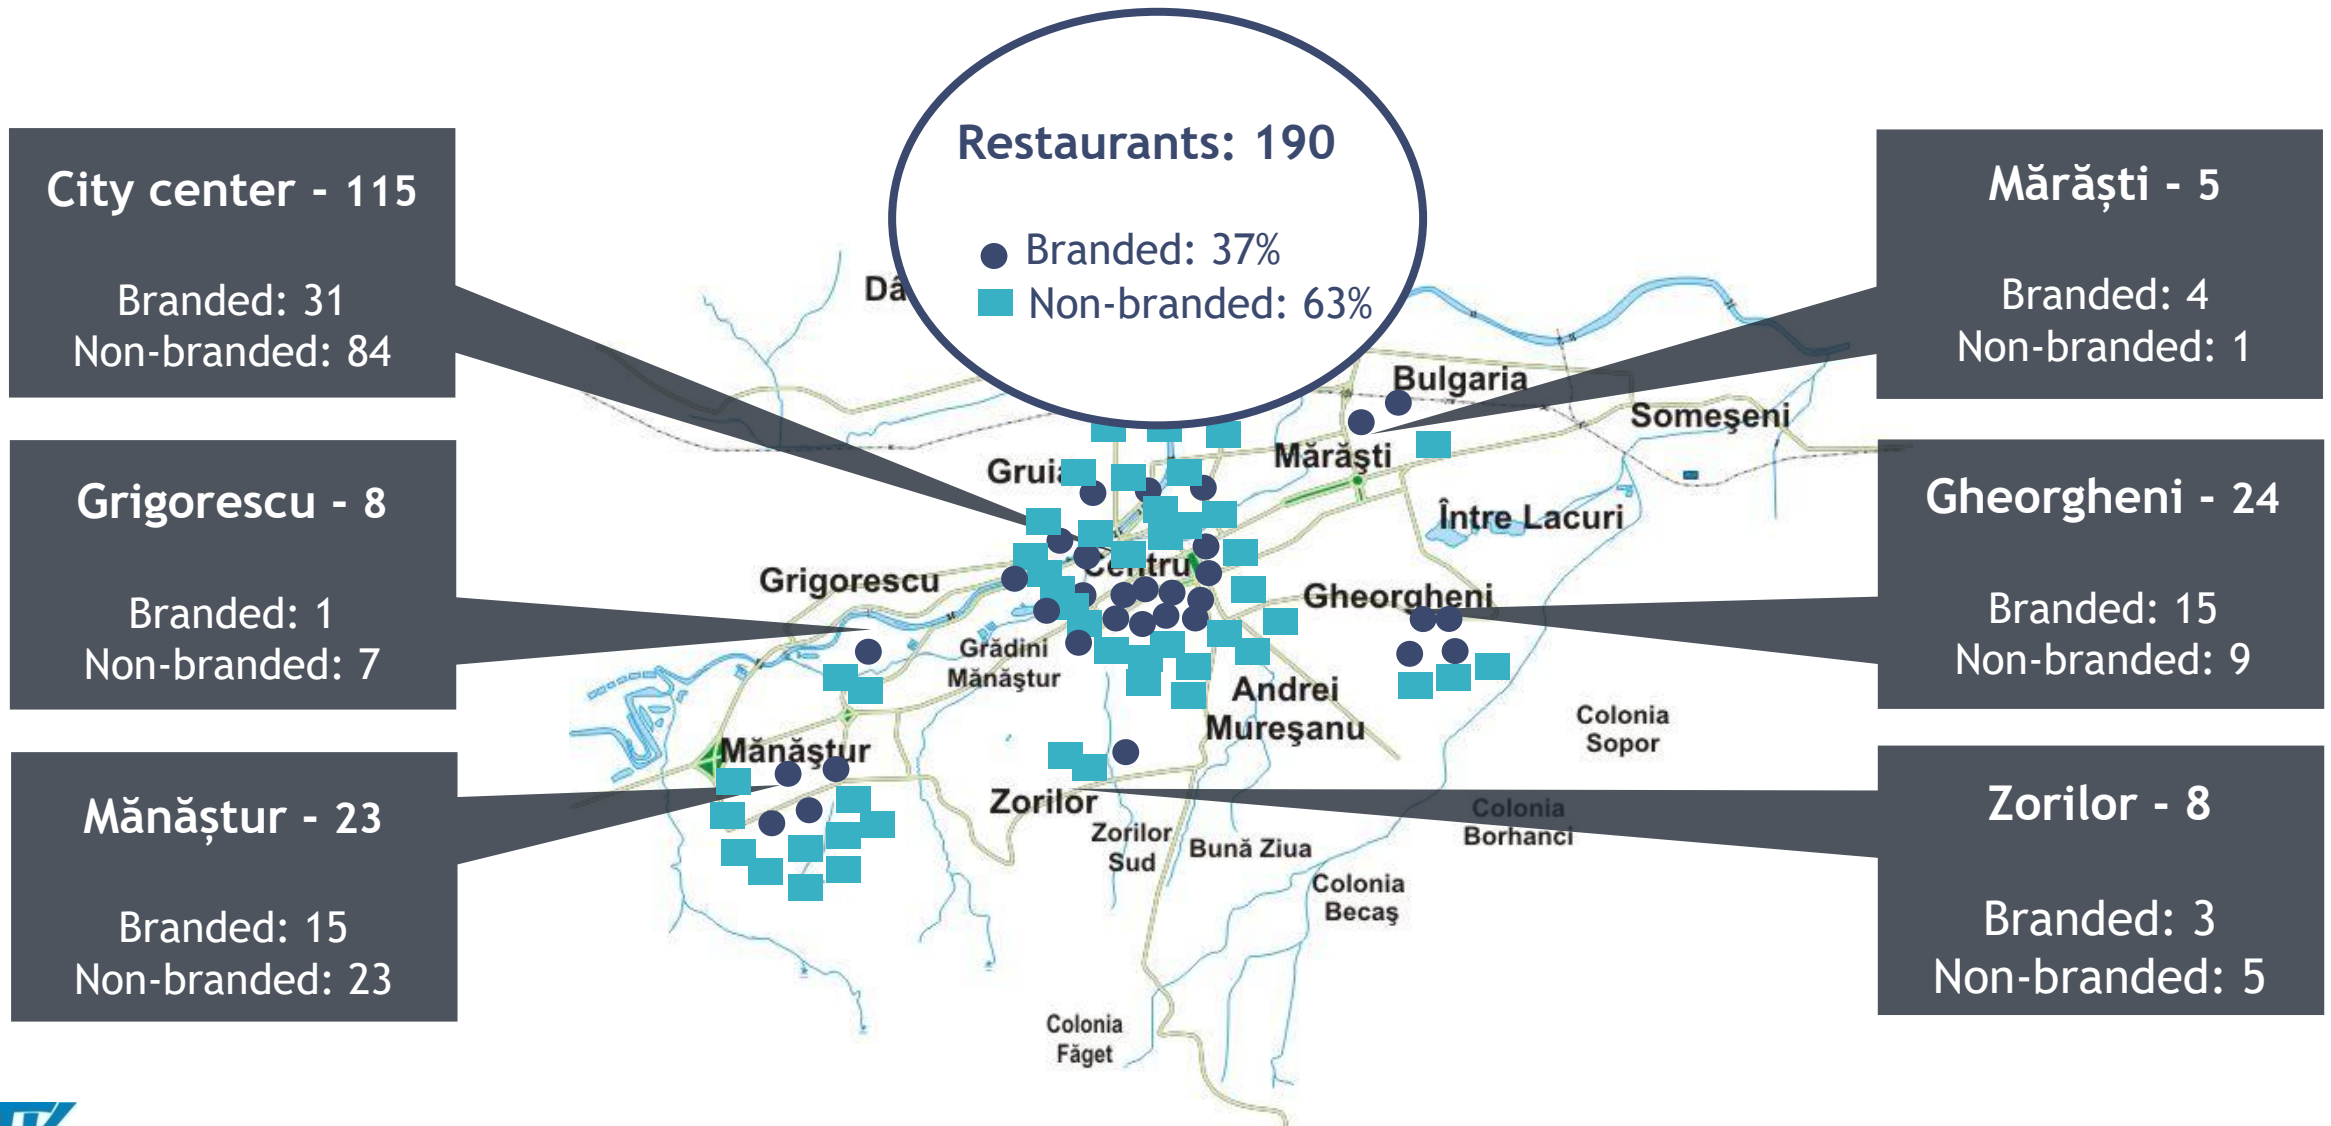 Restaurants: 190
Branded: 37%
Non-branded: 63%
City center - 115
Branded: 31
Non-branded: 84
Grigorescu - 8
Branded: 1
Non-branded: 7
Mănăștur - 23
Branded: 15
Non-branded: 23
Mărăști - 5
Branded: 4
Non-branded: 1
Gheorgheni - 24
Branded: 15
Non-branded: 9
Zorilor - 8
Branded: 3
Non-branded: 5
Bulgaria
Someşeni
Mărăşti
Între Lacuri
Centru
Grigorescu
Gheorgheni
Grădini
Mănăştur
Andrei
Mureşanu
Colonia
Sopor
Mănăştur
Zorilor
Zorilor
Sud
Bună Ziua
Colonia
Borhanci
Colonia
Becaş
Colonia
Făget